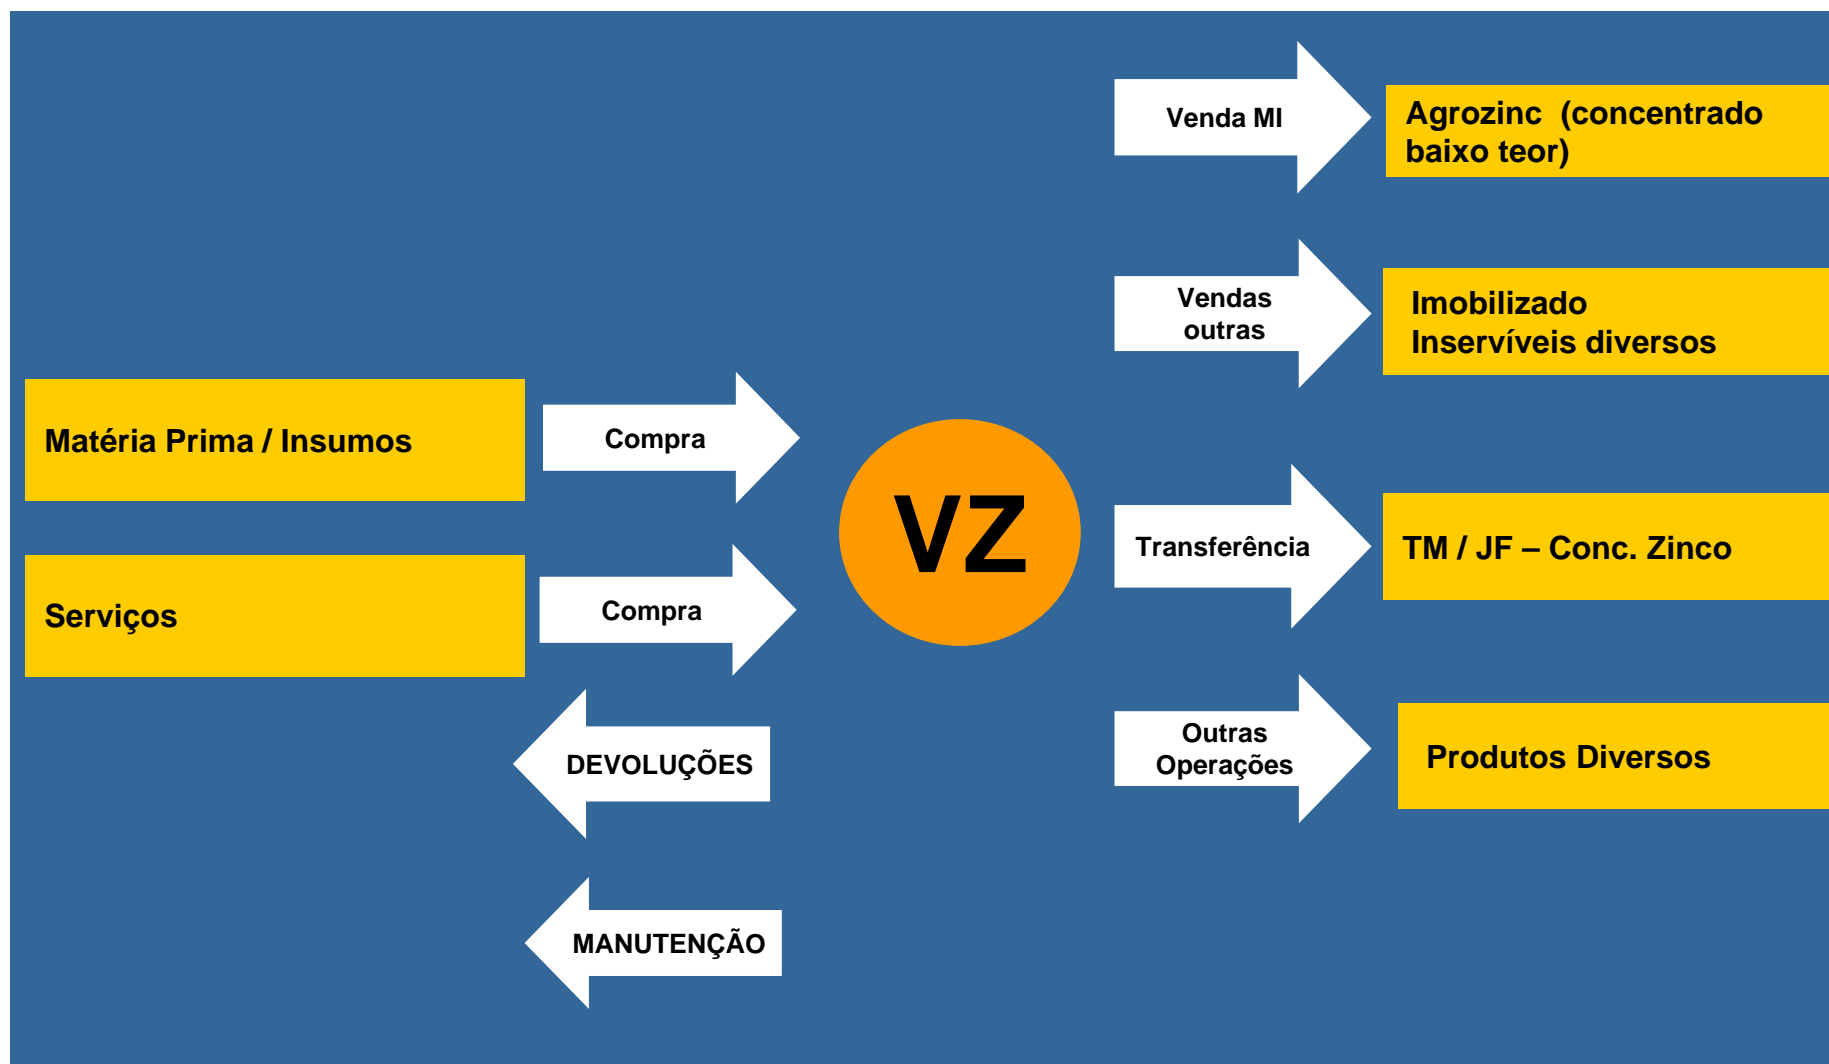 Venda MI
Agrozinc  (concentrado
baixo teor)
Vendas
outras
Imobilizado
Inservíveis diversos
Matéria Prima / Insumos
Compra
VZ
Transferência
TM / JF – Conc. Zinco
Serviços
Compra
DEVOLUÇÕES
Outras
Operações
Produtos Diversos
MANUTENÇÃO